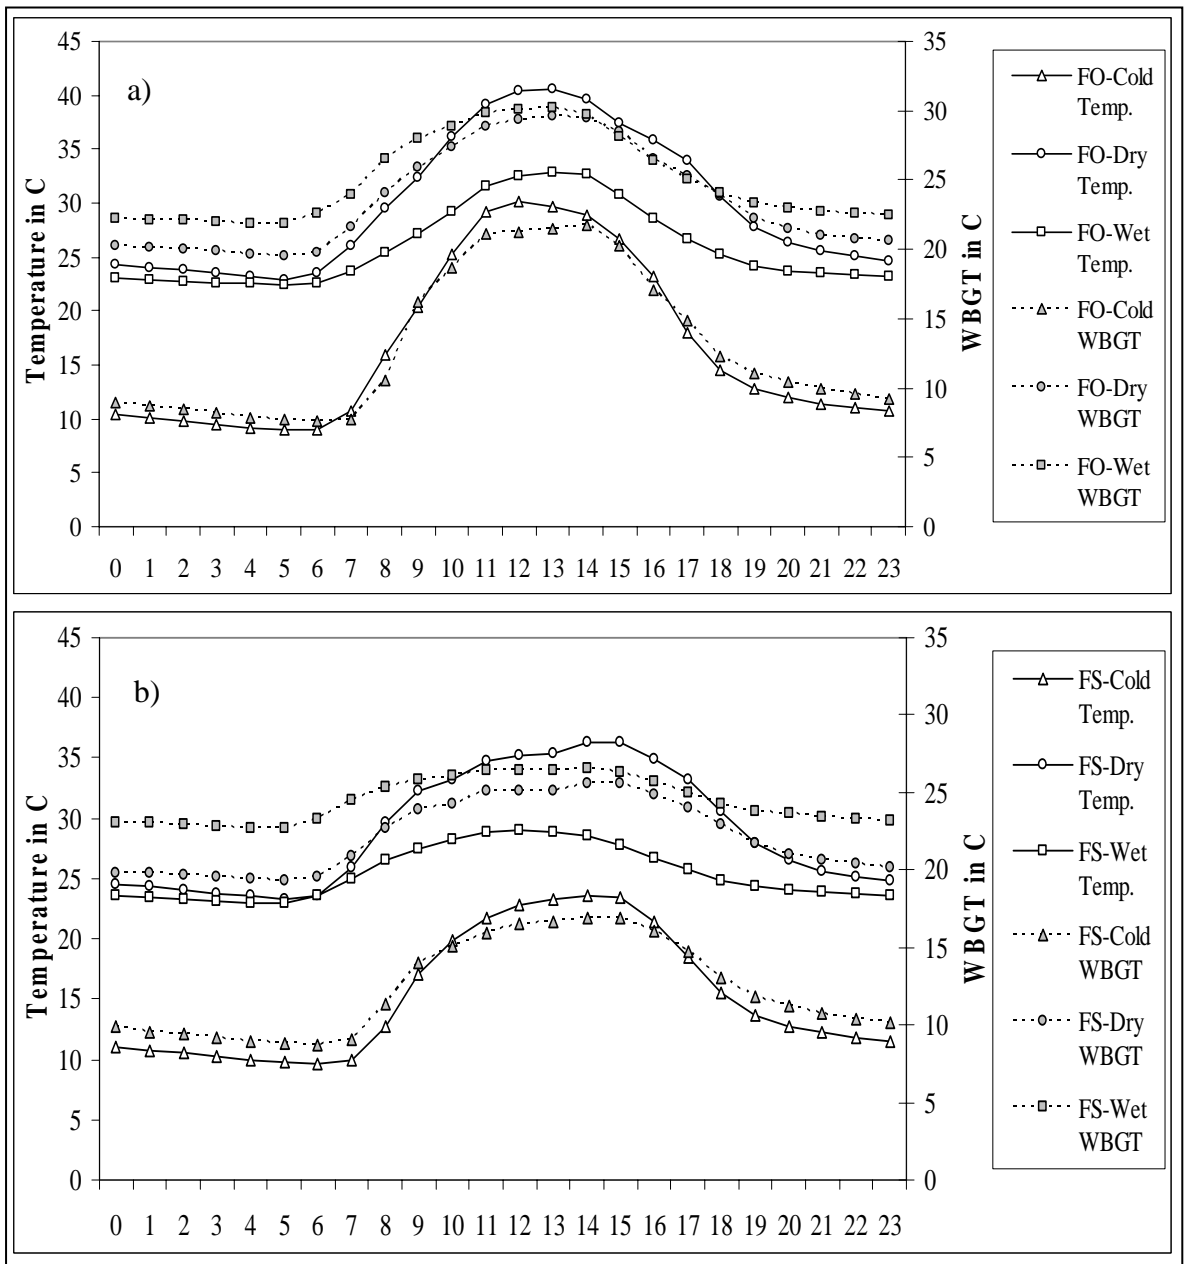 a)
45
40
35
30
25
20
15
10
5
0
Temperature in C
35
30
25
20
15
10
5
0
WBGT in C
0 1 2 3 4 5 6 7 8 9 10 11 12 13 14 15 16 17 18 19 20 21 22 23
FO-Cold
Temp.
FO-Dry
Temp.
FO-Wet
Temp.
FO-Cold
WBGT
FO-Dry
WBGT
FO-Wet
WBGT
b)
45
40
35
30
25
20
15
10
5
0
Temperature in C
35
30
25
20
15
10
5
0
WBGT in C
0 1 2 3 4 5 6 7 8 9 10 11 12 13 14 15 16 17 18 19 20 21 22 23
FS-Cold
Temp.
FS-Dry
Temp.
FS-Wet
Temp.
FS-Cold
WBGT
FS-Dry
WBGT
FS-Wet
WBGT